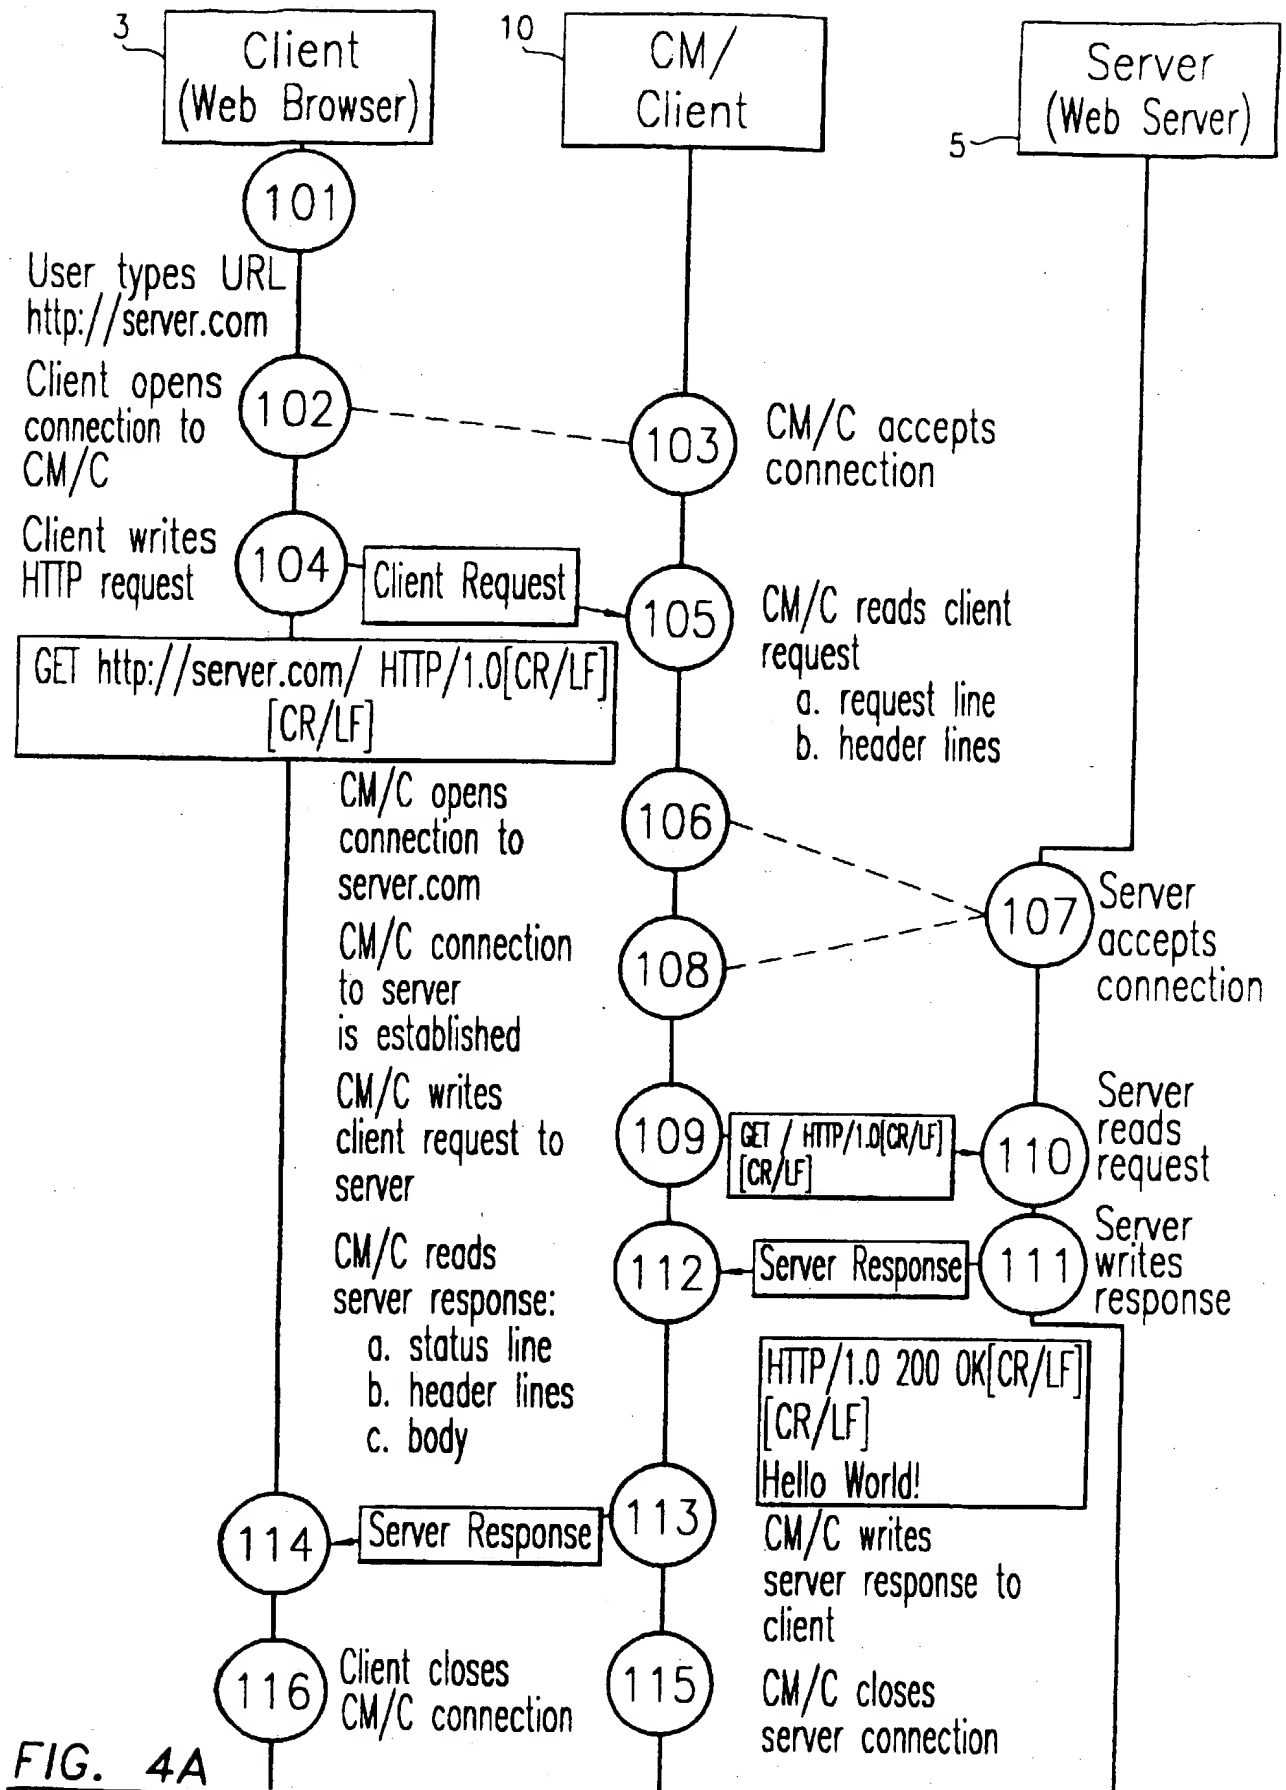 3
Client
(Web Browser)
10
CM/
Client
Server
(Web Server)
5
101
User types URL
http://server.com
Client opens
connection to
CM/C
102
103
CM/C accepts
connection
Client writes
HTTP request
104
Client Request
105
CM/C reads client
request
a. request line
b. header lines
GET http://server.com/ HTTP/1.0[CR/LF]
[CR/LF]
CM/C opens
connection to
server.com
106
107
Server
accepts
connection
CM/C connection
to server
is established
108
CM/C writes
client request to
server
109
GET / HTTP/1.0[CR/LF]
[CR/LF]
110
Server
reads
request
CM/C reads
server response:
a. status line
b. header lines
c. body
112
Server Response
111
Server
writes
response
HTTP/1.0 200 OK[CR/LF]
[CR/LF]
Hello World!
114
Server Response
113
CM/C writes
server response to
client
116
Client closes
CM/C connection
115
CM/C closes
server connection
FIG. 4A